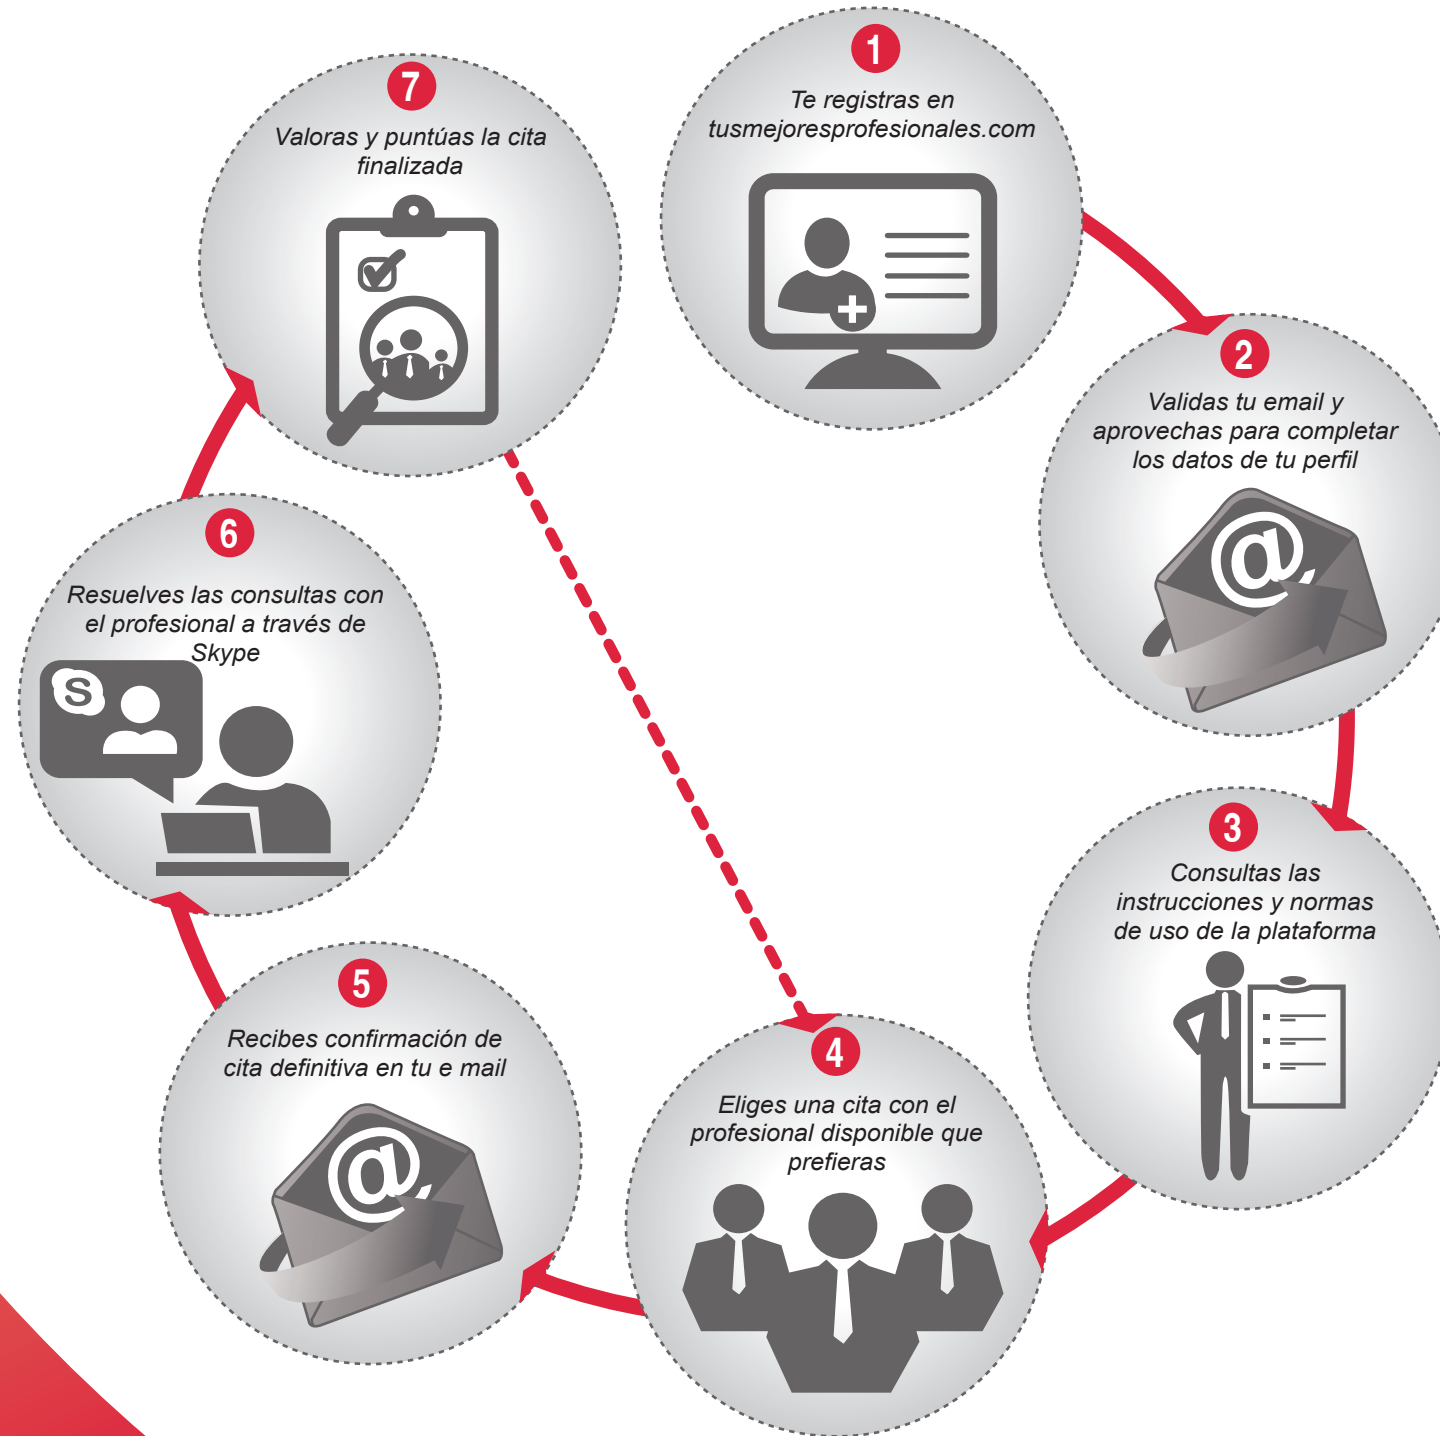 1
Te registras en
tusmejoresprofesionales.com
2
Validas tu email y
aprovechas para completar
los datos de tu perfil
@
3
Consultas las
instrucciones y normas
de uso de la plataforma
4
Eliges una cita con el
profesional disponible que
prefieras
5
Recibes confirmación de
cita definitiva en tu e mail
@
6
Resuelves las consultas con
el profesional a través de
Skype
S
7
Valoras y puntúas la cita
finalizada